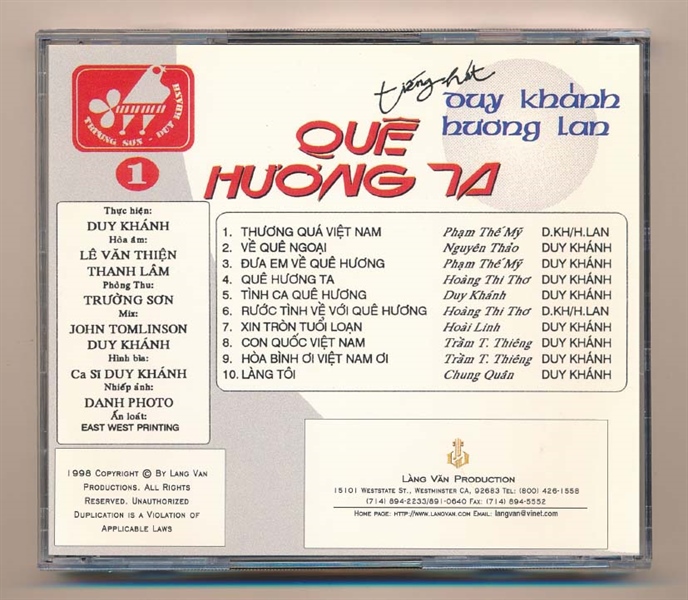 TRƯỜNG SƠN - DUY KHÁNH
1
tiếng hát
Duy Khánh
Hương Lan
QUÊ
HƯƠNG TA
Thực hiện:
DUY KHÁNH
Hòa âm:
LÊ VĂN THIỆN
THANH LÂM
Phòng Thu:
TRƯỜNG SƠN
Mix:
JOHN TOMLINSON
DUY KHÁNH
Hình bìa:
Ca Sĩ DUY KHÁNH
Nhiếp ảnh:
DANH PHOTO
Ấn loát:
EAST WEST PRINTING
1. THƯƠNG QUÁ VIỆT NAM Phạm Thế Mỹ D.KH/H.LAN
2. VỀ QUÊ NGOẠI Nguyên Thảo DUY KHÁNH
3. ĐƯA EM VỀ QUÊ HƯƠNG Phạm Thế Mỹ DUY KHÁNH
4. QUÊ HƯƠNG TA Hoàng Thi Thơ DUY KHÁNH
5. TÌNH CA QUÊ HƯƠNG Duy Khánh DUY KHÁNH
6. RƯỚC TÌNH VỀ VỚI QUÊ HƯƠNG Hoàng Thi Thơ D.KH/H.LAN
7. XIN TRÒN TUỔI LOẠN Hoài Linh DUY KHÁNH
8. CON QUỐC VIỆT NAM Trầm T. Thiêng DUY KHÁNH
9. HÒA BÌNH ƠI VIỆT NAM ƠI Trầm T. Thiêng DUY KHÁNH
10. LÀNG TÔI Chung Quân DUY KHÁNH
1998 COPYRIGHT © BY LANG VAN
PRODUCTIONS. ALL RIGHTS
RESERVED. UNAUTHORIZED
DUPLICATION IS A VIOLATION OF
APPLICABLE LAWS
LÀNG VĂN PRODUCTION
15101 WESTSTATE ST., WESTMINSTER CA, 92683 TEL: (800) 426-1558
(714) 894-2233/891-0640 FAX: (714) 894-5552
HOME PAGE: HTTP://WWW.LANGVAN.COM EMAIL: langvan@vinet.com